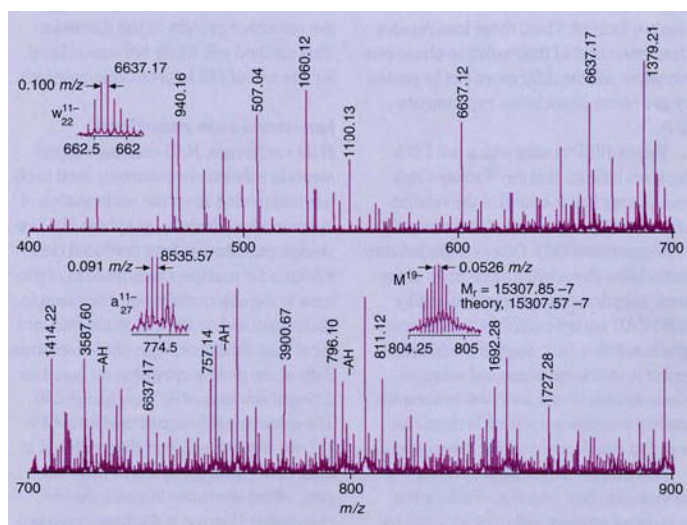 6637.17
0.100 m/z
w 11–
22
662.5 662
940.16
507.04
1060.12
1100.13
6637.12
6637.17
1379.21
400 500 600 700
0.091 m/z
8535.57
a 11–
27
774.5
M19–
0.0526 m/z
Mr = 15307.85 –7
theory, 15307.57 –7
804.25 805
1414.22
3587.60
–AH
6637.17
757.14
–AH
3900.67
796.10
–AH
811.12
1692.28
1727.28
700 800 900
m/z